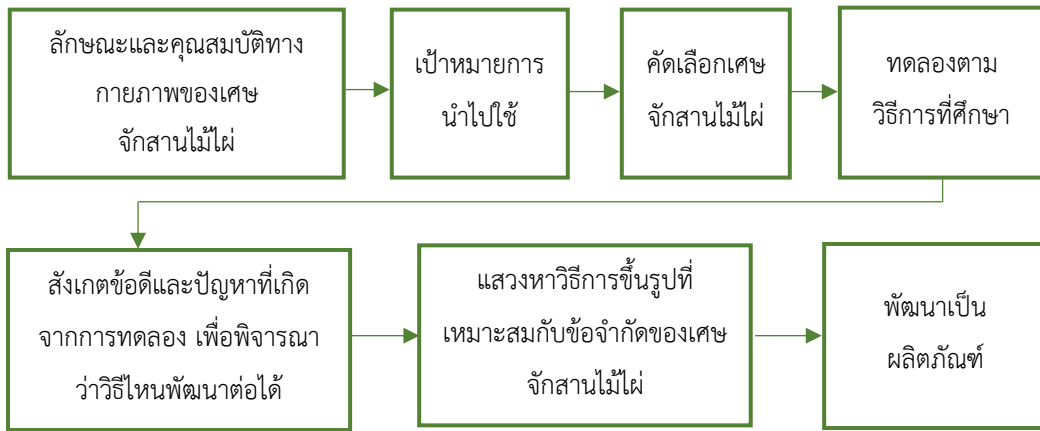 ลักษณะและคุณสมบัติทาง
กายภาพของเศษ
จักสานไม้ไผ่
เป้าหมายการ
นำไปใช้
คัดเลือกเศษ
จักสานไม้ไผ่
ทดลองตาม
วิธีการที่ศึกษา
สังเกตข้อดีและปัญหาที่เกิด
จากการทดลอง เพื่อพิจารณา
ว่าวิธีไหนพัฒนาต่อได้
แสวงหาวิธีการขึ้นรูปที่
เหมาะสมกับข้อจำกัดของเศษ
จักสานไม้ไผ่
พัฒนาเป็น
ผลิตภัณฑ์